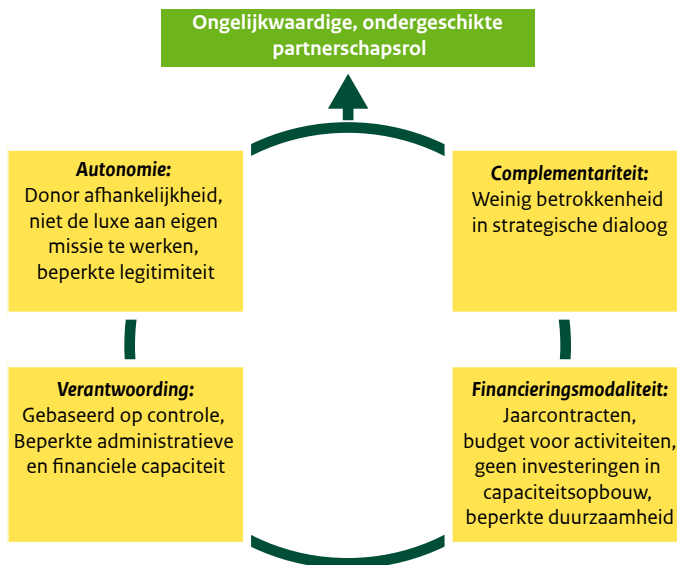 Ongelijkwaardige, ondergeschikte
partnerschapsrol
Autonomie:
Donor afhankelijkheid,
niet de luxe aan eigen
missie te werken,
beperkte legitimiteit
Complementariteit:
Weinig betrokkenheid
in strategische dialoog
Verantwoording:
Gebaseerd op controle,
Beperkte administratieve
en financiele capaciteit
Financieringsmodaliteit:
Jaarcontracten,
budget voor activiteiten,
geen investeringen in
capaciteitsopbouw,
beperkte duurzaamheid